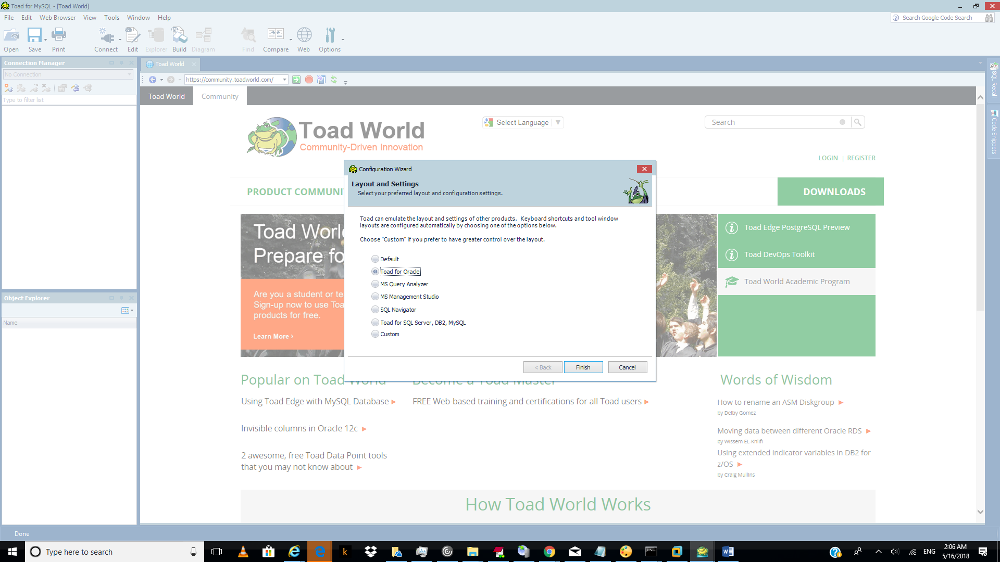 Toad for MySQL - [Toad World]
File Edit Web Browser View Tools Window Help
Search Google Code Search
Open Save Print Connect Edit Explorer Build Diagram Find Compare Web Options
Connection Manager
No Connection
Type to filter list
Object Explorer
Name
Toad World
https://community.toadworld.com/
Toad World Community
Toad World
Community-Driven Innovation
Select Language
Search
LOGIN | REGISTER
PRODUCT COMMUNI
DOWNLOADS
Toad Worl
Prepare fo
Are you a student or te
Sign-up now to use Toa
products for free.
Learn More ›
Toad Edge PostgreSQL Preview
Toad DevOps Toolkit
Toad World Academic Program
Configuration Wizard
Layout and Settings
Select your preferred layout and configuration settings.
Toad can emulate the layout and settings of other products. Keyboard shortcuts and tool window
layouts are configured automatically by choosing one of the options below.
Choose "Custom" if you prefer to have greater control over the layout.
Default
Toad for Oracle
MS Query Analyzer
MS Management Studio
SQL Navigator
Toad for SQL Server, DB2, MySQL
Custom
< Back Finish Cancel
Popular on Toad World
Using Toad Edge with MySQL Database
Invisible columns in Oracle 12c
2 awesome, free Toad Data Point tools
that you may not know about
Become a Toad Master
FREE Web-based training and certifications for all Toad users
Words of Wisdom
How to rename an ASM Diskgroup
by Delby Gomez
Moving data between different Oracle RDS
by Wissem EL-Khlifi
Using extended indicator variables in DB2 for
z/OS
by Craig Mullins
How Toad World Works
SQL Recall
Code Snippets
Done
Type here to search
ENG
2:06 AM
5/16/2018